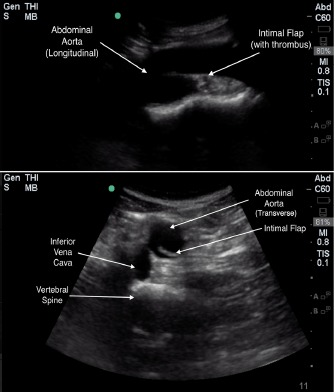 Gen THI
S MB
Abd
C60
80%
MI
0.8
TIS
0.1
A
B
Abdominal
Aorta
(Longitudinal)
Intimal Flap
(with thrombus)
Gen THI
S MB
Abd
C60
81%
MI
0.8
TIS
0.1
A
B
Abdominal
Aorta
(Transverse)
Intimal Flap
Inferior
Vena
Cava
Vertebral
Spine
11